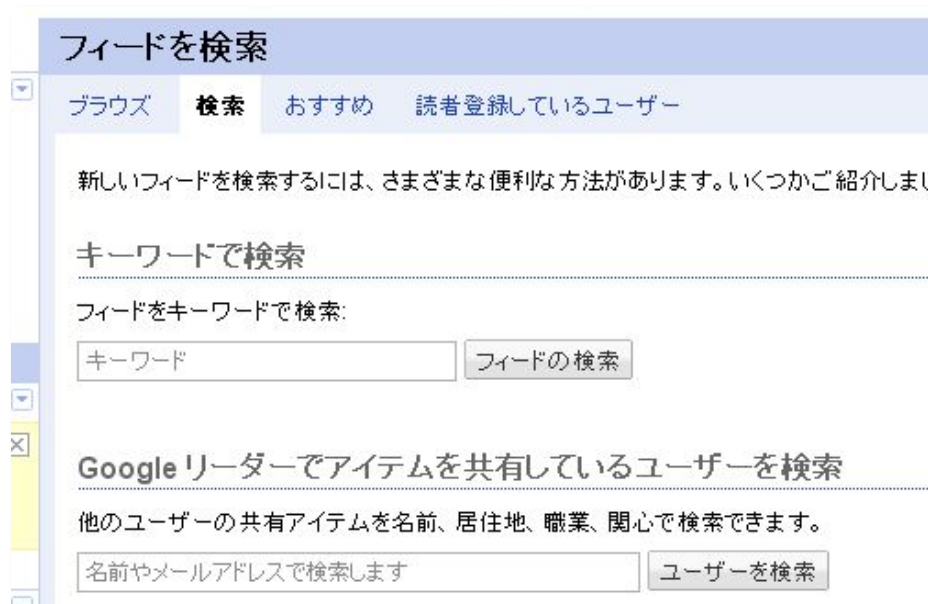 フィードを検索
ブラウズ 検索 おすすめ 読者登録しているユーザー
新しいフィードを検索するには、さまざまな便利な方法があります。いくつかご紹介しまし
キーワードで検索
フィードをキーワードで検索:
キーワード フィードの検索
Google リーダーでアイテムを共有しているユーザーを検索
他のユーザーの共有アイテムを名前、居住地、職業、関心で検索できます。
名前やメールアドレスで検索します ユーザーを検索